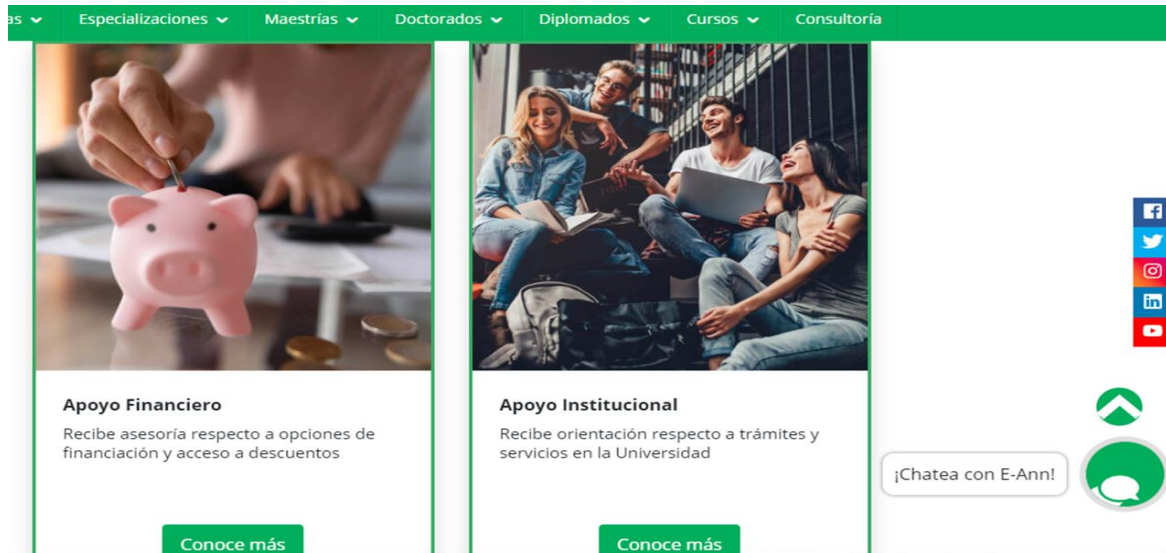 Especializaciones
Maestrías
Doctorados
Diplomados
Cursos
Consultoría
Apoyo Financiero
Recibe asesoría respecto a opciones de
financiación y acceso a descuentos
Conoce más
Apoyo Institucional
Recibe orientación respecto a trámites y
servicios en la Universidad
Conoce más
¡Chatea con E-Ann!